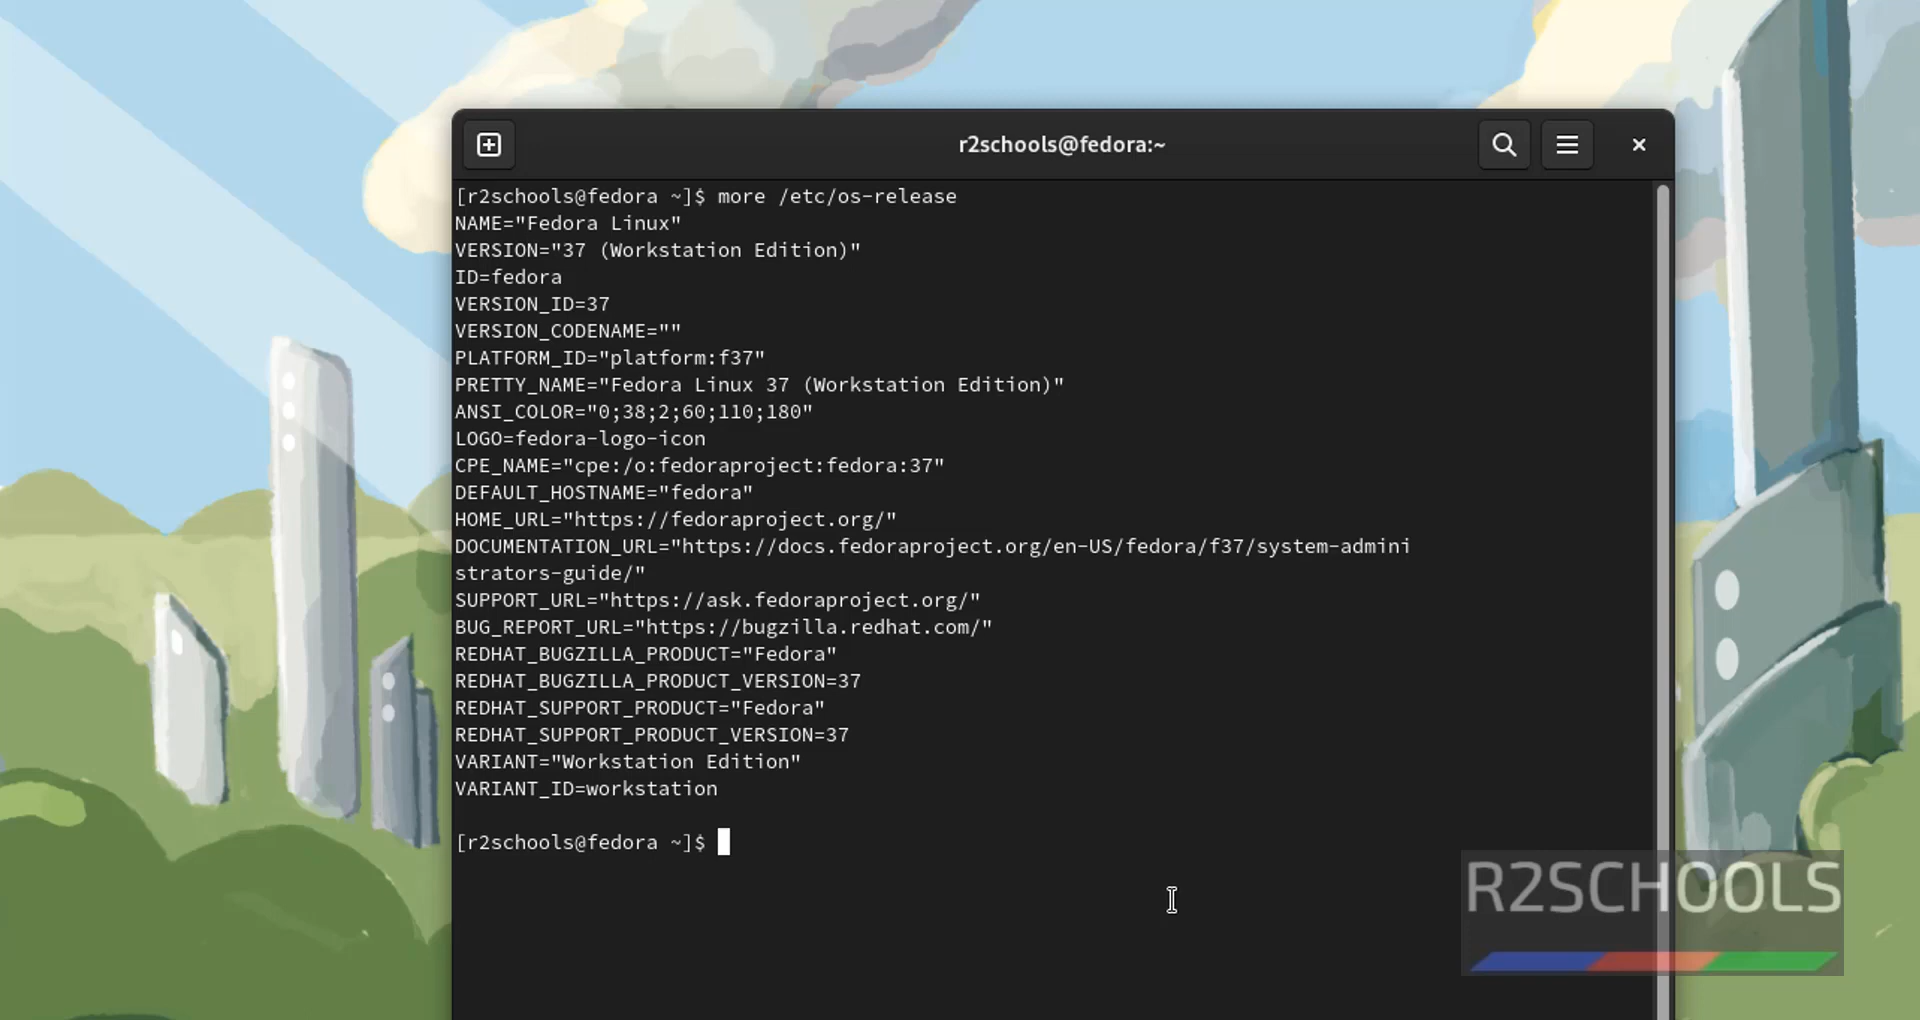 r2schools@fedora:~
[r2schools@fedora ~]$ more /etc/os-release
NAME="Fedora Linux"
VERSION="37 (Workstation Edition)"
ID=fedora
VERSION_ID=37
VERSION_CODENAME=""
PLATFORM_ID="platform:f37"
PRETTY_NAME="Fedora Linux 37 (Workstation Edition)"
ANSI_COLOR="0;38;2;60;110;180"
LOGO=fedora-logo-icon
CPE_NAME="cpe:/o:fedoraproject:fedora:37"
DEFAULT_HOSTNAME="fedora"
HOME_URL="https://fedoraproject.org/"
DOCUMENTATION_URL="https://docs.fedoraproject.org/en-US/fedora/f37/system-admini
strators-guide/"
SUPPORT_URL="https://ask.fedoraproject.org/"
BUG_REPORT_URL="https://bugzilla.redhat.com/"
REDHAT_BUGZILLA_PRODUCT="Fedora"
REDHAT_BUGZILLA_PRODUCT_VERSION=37
REDHAT_SUPPORT_PRODUCT="Fedora"
REDHAT_SUPPORT_PRODUCT_VERSION=37
VARIANT="Workstation Edition"
VARIANT_ID=workstation
[r2schools@fedora ~]$
R2SCHOOLS